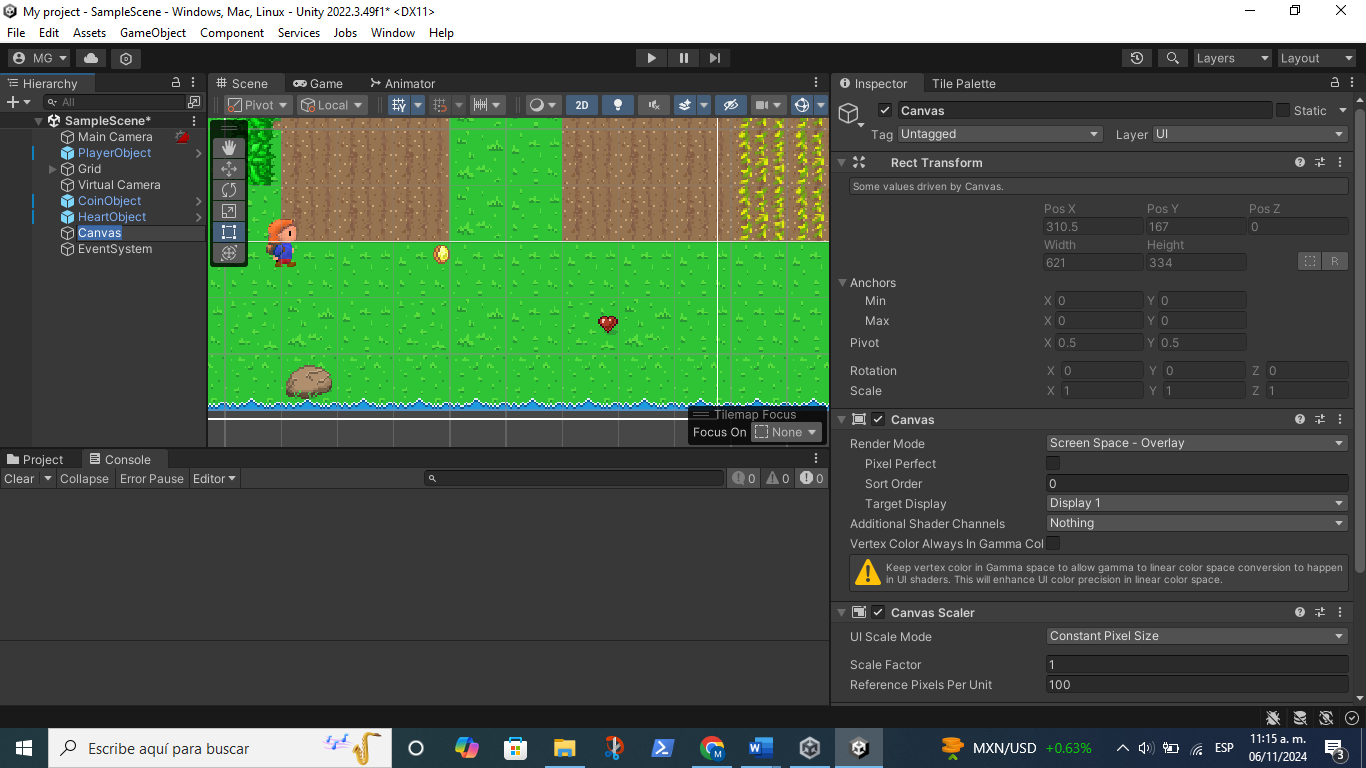 My project - SampleScene - Windows, Mac, Linux - Unity 2022.3.49f1* <DX11>
File Edit Assets GameObject Component Services Jobs Window Help
MG Layers Layout
Hierarchy
All
SampleScene*
Main Camera
PlayerObject
Grid
Virtual Camera
CoinObject
HeartObject
Canvas
EventSystem
Scene Game Animator
Pivot Local 2D
Tilemap Focus
Focus On None
Project Console
Clear Collapse Error Pause Editor 0 0 0
Inspector Tile Palette
Canvas Static
Tag Untagged Layer UI
Rect Transform
Some values driven by Canvas.
Pos X Pos Y Pos Z
310.5 167 0
Width Height
621 334 R
Anchors
Min X 0 Y 0
Max X 0 Y 0
Pivot X 0.5 Y 0.5
Rotation X 0 Y 0 Z 0
Scale X 1 Y 1 Z 1
Canvas
Render Mode Screen Space - Overlay
Pixel Perfect
Sort Order 0
Target Display Display 1
Additional Shader Channels Nothing
Vertex Color Always In Gamma Col
Keep vertex color in Gamma space to allow gamma to linear color space conversion to happen
in UI shaders. This will enhance UI color precision in linear color space.
Canvas Scaler
UI Scale Mode Constant Pixel Size
Scale Factor 1
Reference Pixels Per Unit 100
Escribe aquí para buscar
MXN/USD +0.63%
ESP
11:15 a. m.
06/11/2024
3